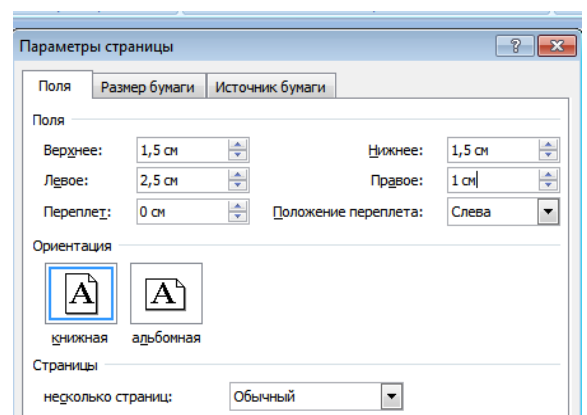 Параметры страницы
Поля Размер бумаги Источник бумаги
Поля
Верхнее: 1,5 см Нижнее: 1,5 см
Левое: 2,5 см Правое: 1 см
Переплет: 0 см Положение переплета: Слева
Ориентация
A A
книжная альбомная
Страницы
несколько страниц: Обычный